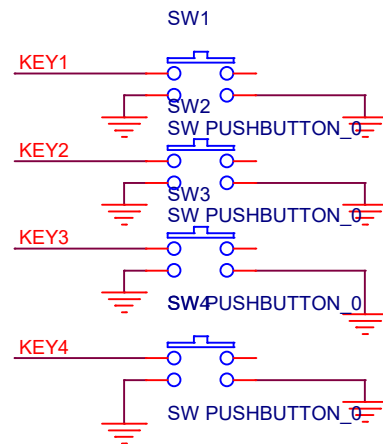 SW1
KEY1
SW2
SW PUSHBUTTON_0
KEY2
SW3
SW PUSHBUTTON_0
KEY3
SW4
SW PUSHBUTTON_0
KEY4
SW PUSHBUTTON_0